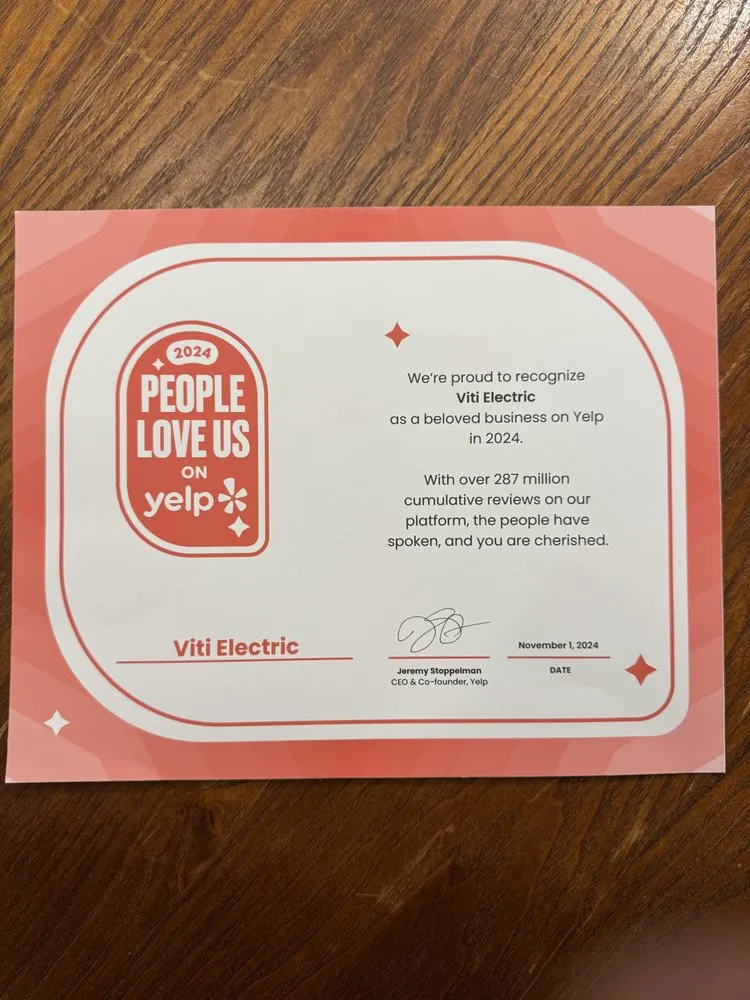 2024
PEOPLE
LOVE US
ON
yelp
Viti Electric
We’re proud to recognize
Viti Electric
as a beloved business on Yelp
in 2024.
With over 287 million
cumulative reviews on our
platform, the people have
spoken, and you are cherished.
Jeremy Stoppelman
CEO & Co-founder, Yelp
November 1, 2024
DATE